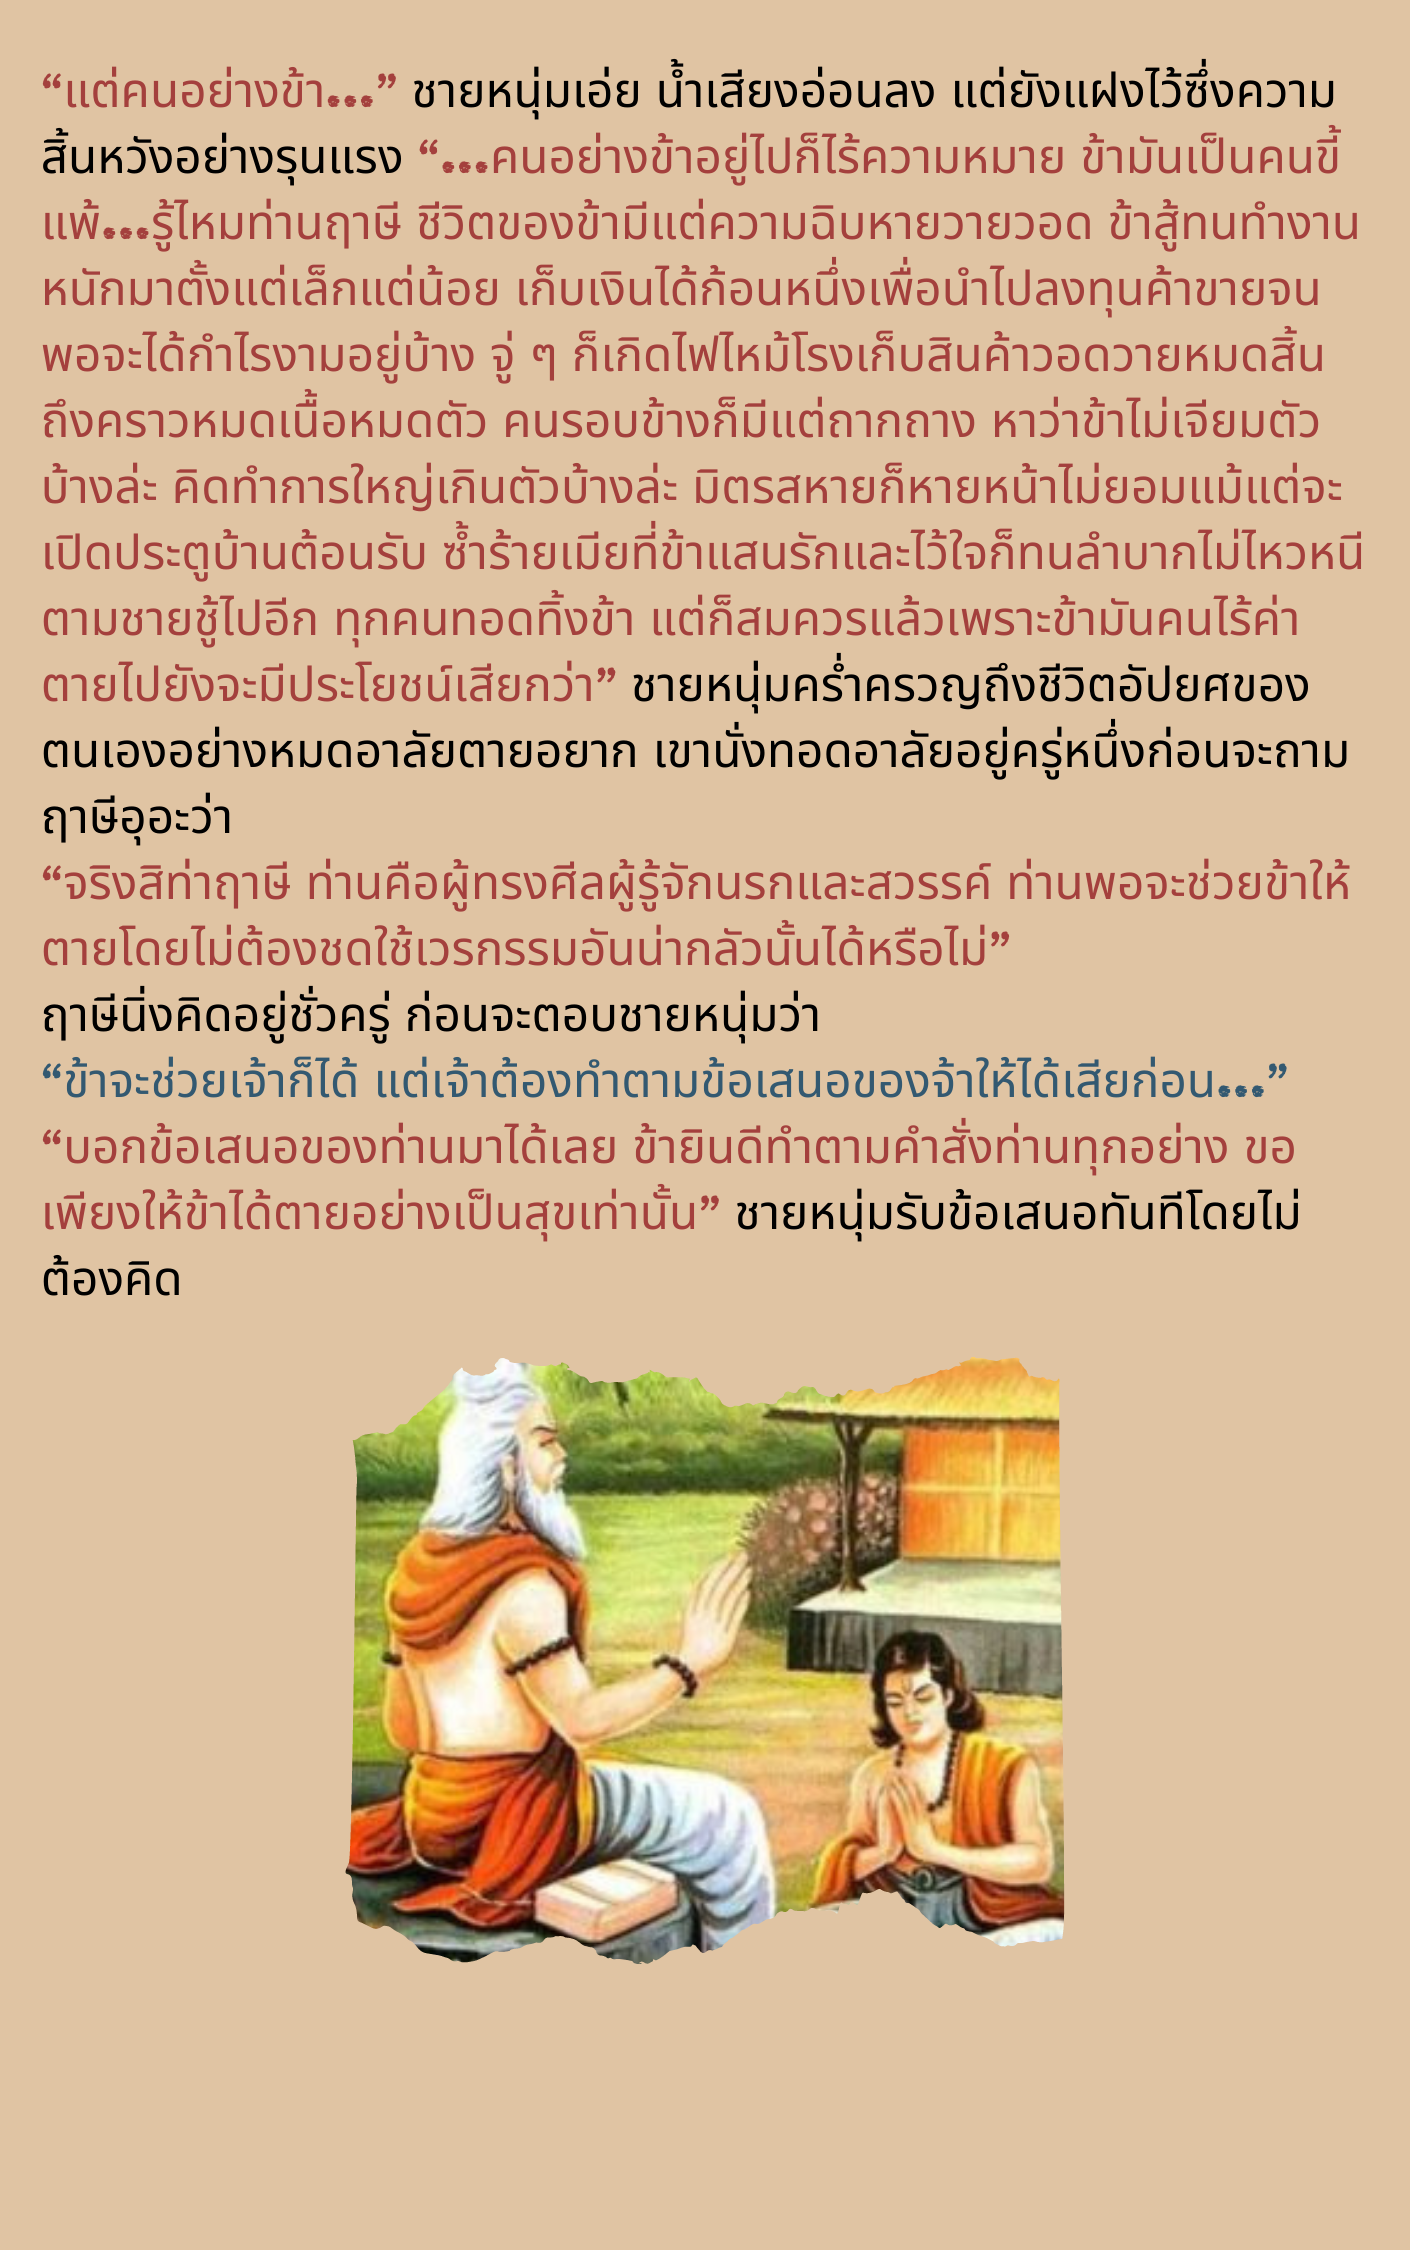 “แต่คนอย่างข้า...” ชายหนุ่มเอ่ย น้ำเสียงอ่อนลง แต่ยังแฝงไว้ซึ่งความ
สิ้นหวังอย่างรุนแรง “...คนอย่างข้าอยู่ไปก็ไร้ความหมาย ข้ามันเป็นคนขี้
แพ้...รู้ไหมท่านฤาษี ชีวิตของข้ามีแต่ความฉิบหายวายวอด ข้าสู้ทนทำงาน
หนักมาตั้งแต่เล็กแต่น้อย เก็บเงินได้ก้อนหนึ่งเพื่อนำไปลงทุนค้าขายจน
พอจะได้กำไรงามอยู่บ้าง จู่ ๆ ก็เกิดไฟไหม้โรงเก็บสินค้าวอดวายหมดสิ้น
ถึงคราวหมดเนื้อหมดตัว คนรอบข้างก็มีแต่ถากถาง หาว่าข้าไม่เจียมตัว
บ้างล่ะ คิดทำการใหญ่เกินตัวบ้างล่ะ มิตรสหายก็หายหน้าไม่ยอมแม้แต่จะ
เปิดประตูบ้านต้อนรับ ซ้ำร้ายเมียที่ข้าแสนรักและไว้ใจก็ทนลำบากไม่ไหวหนี
ตามชายชู้ไปอีก ทุกคนทอดทิ้งข้า แต่ก็สมควรแล้วเพราะข้ามันคนไร้ค่า
ตายไปยังจะมีประโยชน์เสียกว่า” ชายหนุ่มคร่ำครวญถึงชีวิตอัปยศของ
ตนเองอย่างหมดอาลัยตายอยาก เขานั่งทอดอาลัยอยู่ครู่หนึ่งก่อนจะถาม
ฤาษีอุอะว่า
“จริงสิท่าฤาษี ท่านคือผู้ทรงศีลผู้รู้จักนรกและสวรรค์ ท่านพอจะช่วยข้าให้
ตายโดยไม่ต้องชดใช้เวรกรรมอันน่ากลัวนั้นได้หรือไม่”
ฤาษีนิ่งคิดอยู่ชั่วครู่ ก่อนจะตอบชายหนุ่มว่า
“ข้าจะช่วยเจ้าก็ได้ แต่เจ้าต้องทำตามข้อเสนอของจ้าให้ได้เสียก่อน...”
“บอกข้อเสนอของท่านมาได้เลย ข้ายินดีทำตามคำสั่งท่านทุกอย่าง ขอ
เพียงให้ข้าได้ตายอย่างเป็นสุขเท่านั้น” ชายหนุ่มรับข้อเสนอทันทีโดยไม่
ต้องคิด